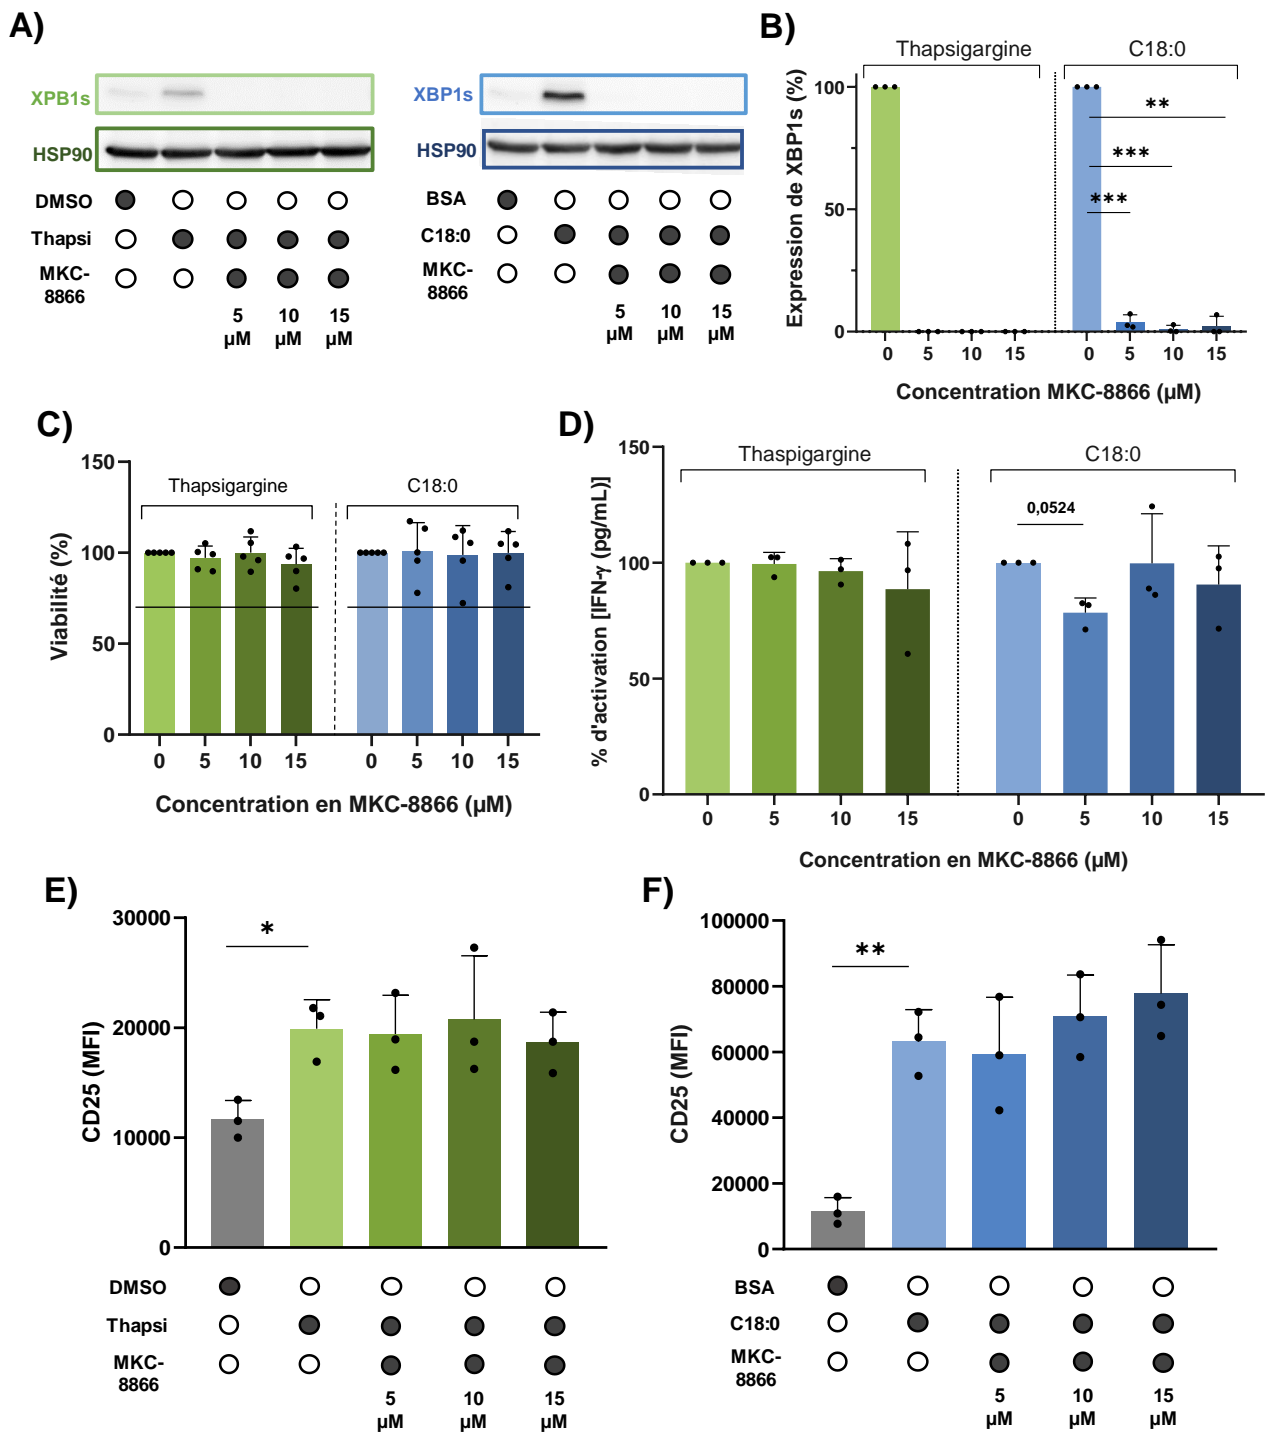 A)
XPB1s
HSP90
DMSO
Thapsi
MKC-
8866
5 10 15
µM µM µM
XBP1s
HSP90
BSA
C18:0
MKC-
8866
5 10 15
µM µM µM
B)
Thapsigargine C18:0
Expression de XBP1s (%)
100
50
0
** 
***
***
0 5 10 15 0 5 10 15
Concentration MKC-8866 (µM)
C)
Viabilité (%)
150
100
50
0
Thapsigargine C18:0
0 5 10 15 0 5 10 15
Concentration en MKC-8866 (µM)
D)
% d'activation [IFN-γ (pg/mL)]
150
100
50
0
Thaspigargine C18:0
0,0524
0 5 10 15 0 5 10 15
Concentration en MKC-8866 (µM)
E)
CD25 (MFI)
30000
20000
10000
0
*
DMSO
Thapsi
MKC-
8866
5 10 15
µM µM µM
F)
CD25 (MFI)
100000
80000
60000
40000
20000
0
**
BSA
C18:0
MKC-
8866
5 10 15
µM µM µM